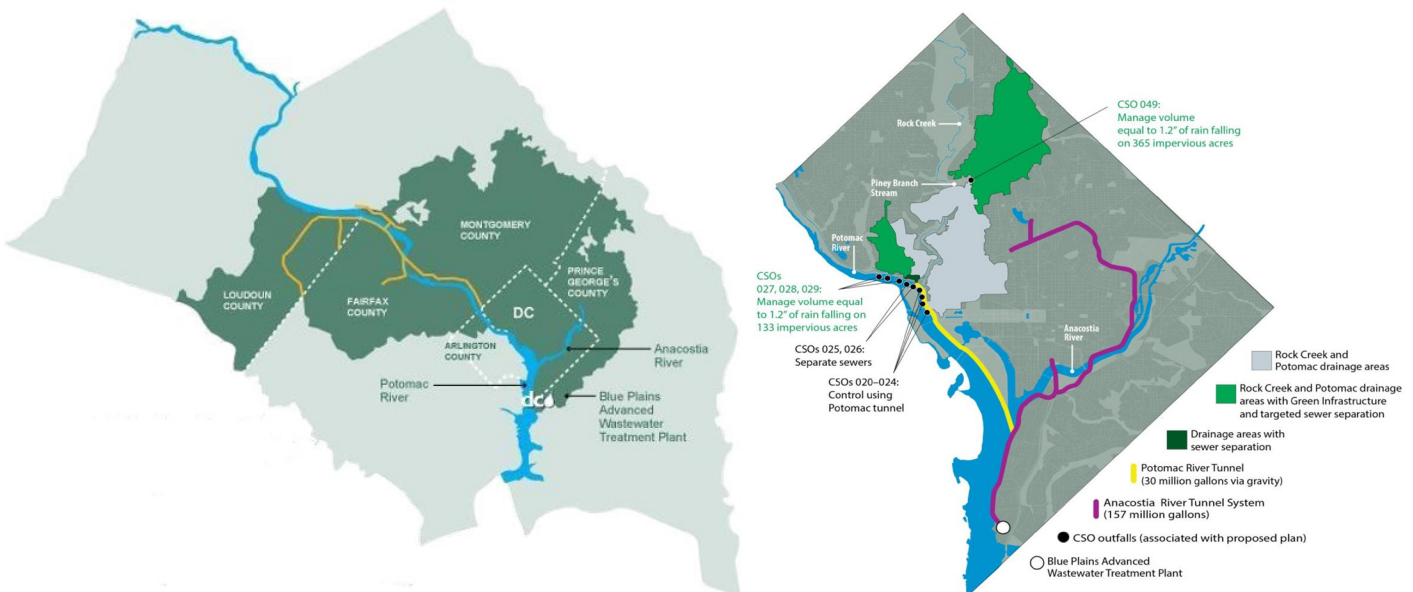 MONTGOMERY
COUNTY
PRINCE
GEORGE'S
COUNTY
LOUDOUN
COUNTY
FAIRFAX
COUNTY
DC
ARLINGTON
COUNTY
Anacostia
River
Potomac
River
dc
Blue Plains
Advanced
Wastewater
Treatment Plant
CSO 049:
Manage volume
equal to 1.2" of rain falling
on 365 impervious acres
Rock Creek
Piney Branch
Stream
Potomac
River
CSOs
027, 028, 029:
Manage volume equal
to 1.2" of rain falling on
133 impervious acres
CSOs 025, 026:
Separate sewers
CSOs 020–024:
Control using
Potomac tunnel
Anacostia
River
Rock Creek and
Potomac drainage areas
Rock Creek and Potomac drainage
areas with Green Infrastructure
and targeted sewer separation
Drainage areas with
sewer separation
Potomac River Tunnel
(30 million gallons via gravity)
Anacostia River Tunnel System
(157 million gallons)
CSO outfalls (associated with proposed plan)
Blue Plains Advanced
Wastewater Treatment Plant